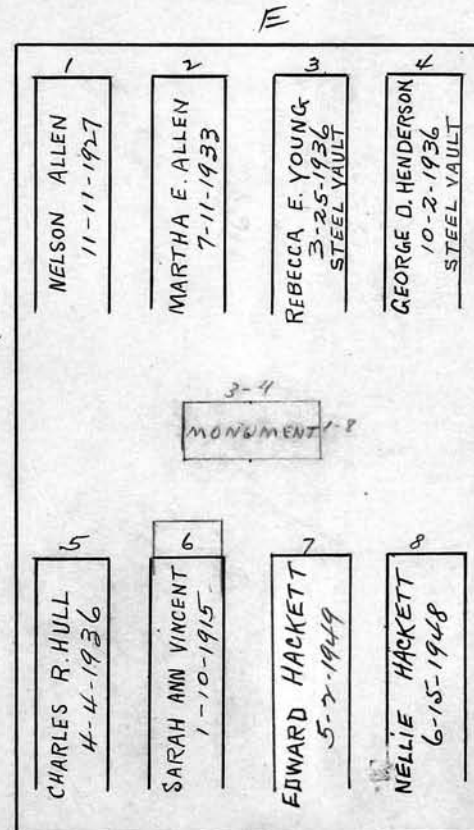 E
1
NELSON ALLEN
11-11-1927
2
MARTHA E. ALLEN
7-11-1933
3
REBECCA E. YOUNG
3-25-1936
STEEL VAULT
4
GEORGE D. HENDERSON
10-2-1936
STEEL VAULT
3-4
MONUMENT 1-8
5
CHARLES R. HULL
4-4-1936
6
SARAH ANN VINCENT
1-10-1915
7
EDWARD HACKETT
5-2-1949
8
NELLIE HACKETT
6-15-1948